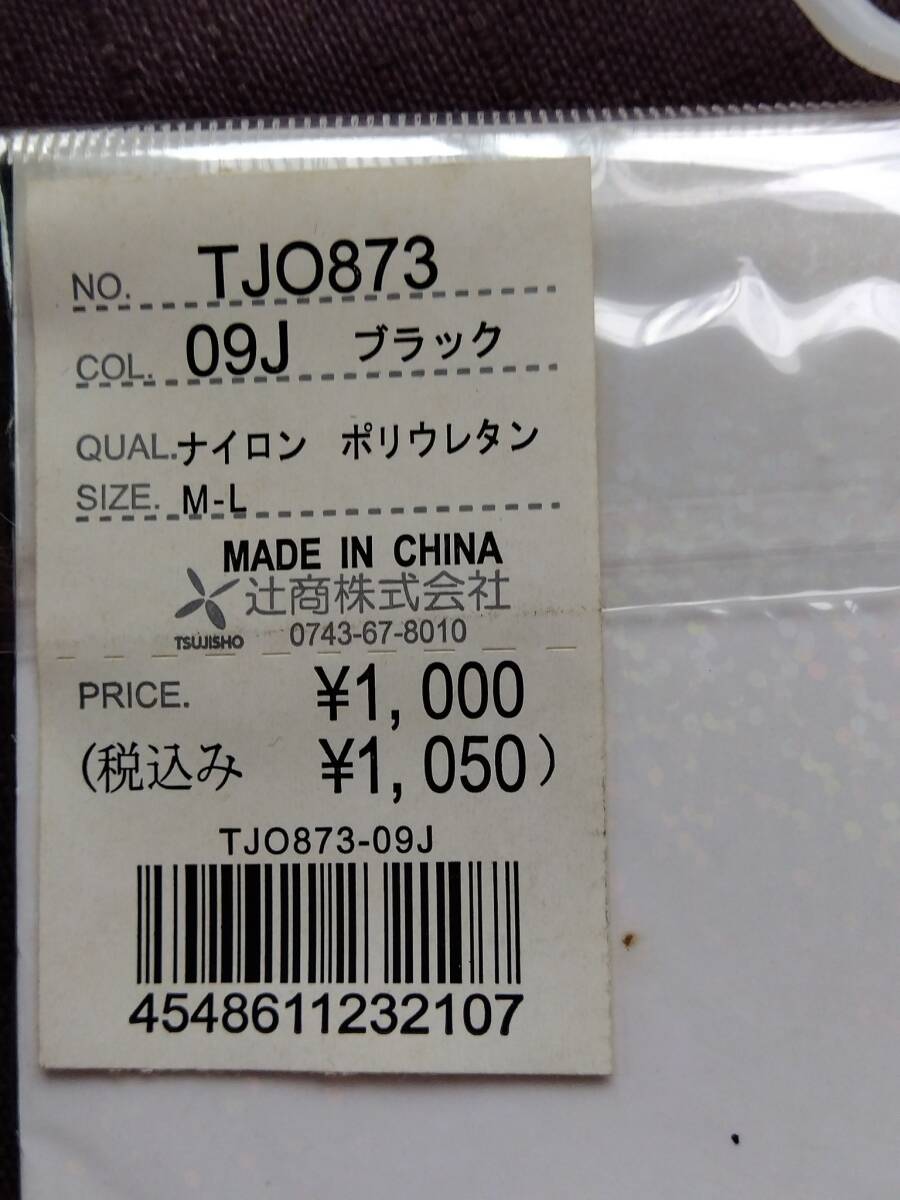 NO. TJO873
COL. 09J ブラック
QUAL.ナイロン ポリウレタン
SIZE. M-L
MADE IN CHINA
辻商株式会社
TSUJISHO 0743-67-8010
PRICE. ¥1,000
(税込み ¥1,050)
TJO873-09J
4548611232107